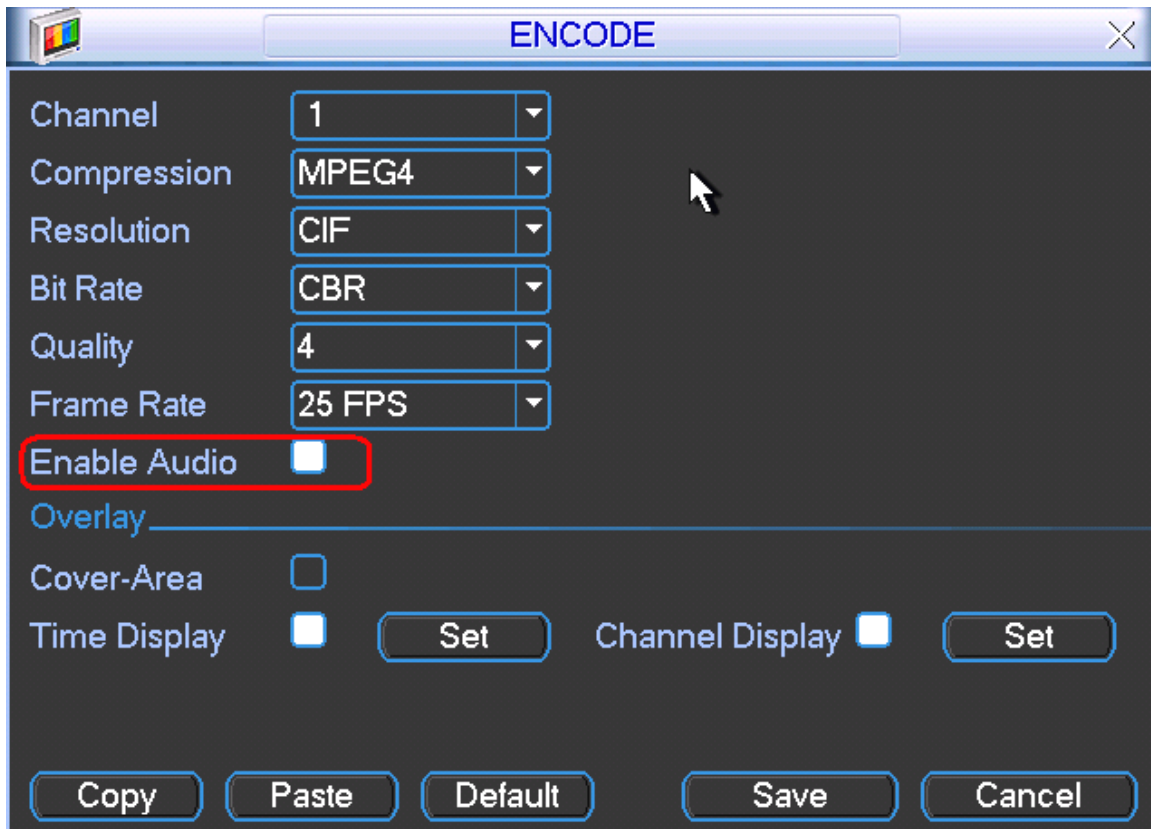 ENCODE
Channel 1
Compression MPEG4
Resolution CIF
Bit Rate CBR
Quality 4
Frame Rate 25 FPS
Enable Audio
Overlay
Cover-Area
Time Display Set Channel Display Set
Copy Paste Default Save Cancel